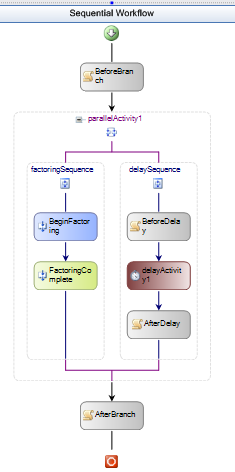 Sequential Workflow
BeforeBran
ch
parallelActivity1
factoringSequence
BeginFactor
ing
FactoringCo
mplete
delaySequence
BeforeDela
y
delayActivit
y1
AfterDelay
AfterBranch